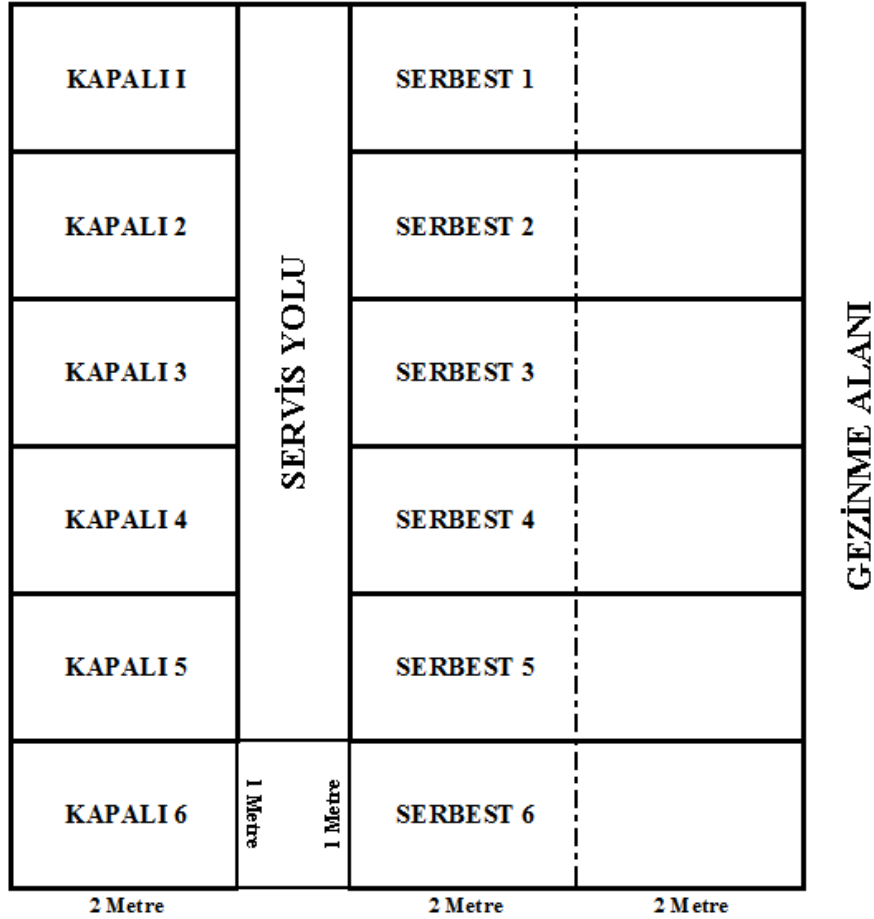 KAPALI I
SERBEST 1
KAPALI 2
SERBEST 2
KAPALI 3
SERBEST 3
KAPALI 4
SERBEST 4
KAPALI 5
SERBEST 5
KAPALI 6
SERBEST 6
SERVİS YOLU
GEZİNME ALANI
1 Metre
1 Metre
2 Metre
2 Metre
2 Metre